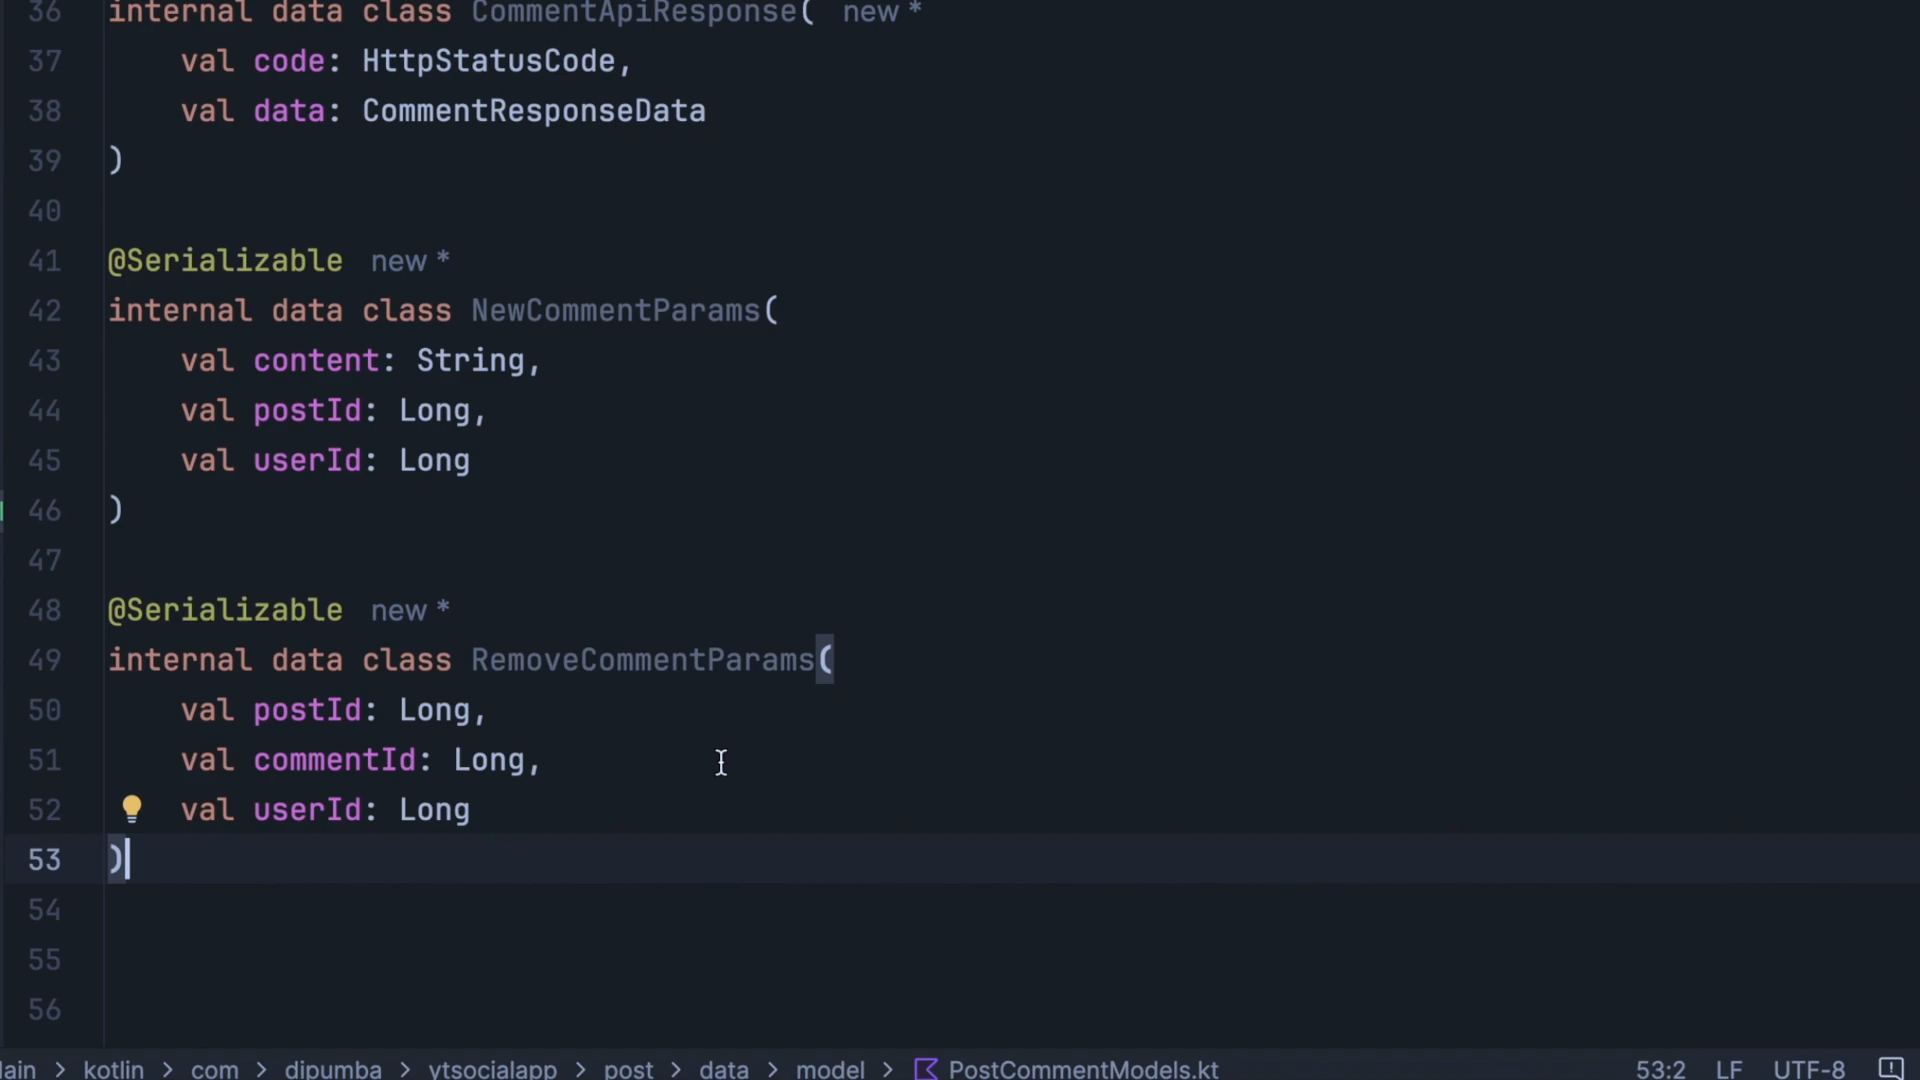 36 internal data class CommentApiResponse( new *
37 val code: HttpStatusCode,
38 val data: CommentResponseData
39 )
40
41 @Serializable new *
42 internal data class NewCommentParams(
43 val content: String,
44 val postId: Long,
45 val userId: Long
46 )
47
48 @Serializable new *
49 internal data class RemoveCommentParams(
50 val postId: Long,
51 val commentId: Long,
52 val userId: Long
53 )
54
55
56
ain > kotlin > com > dipumba > ytsocialapp > post > data > model > PostCommentModels.kt 53:2 LF UTF-8